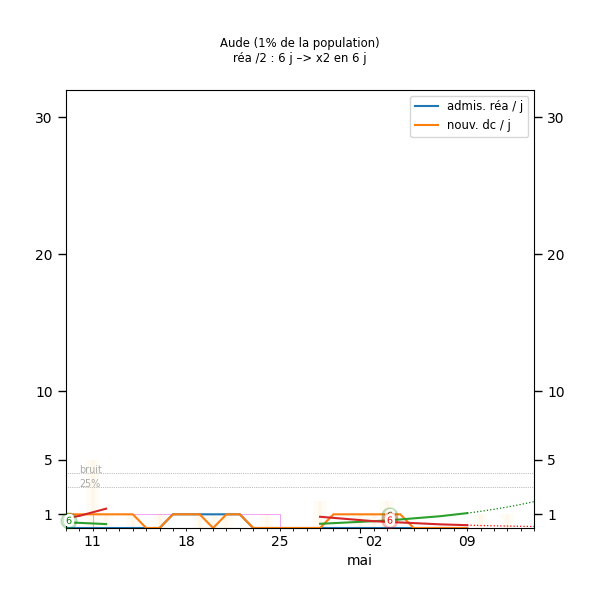 Aude (1% de la population)
réa /2 : 6 j –> x2 en 6 j
admis. réa / j
nouv. dc / j
30 30
20 20
10 10
5 5
bruit
25%
1 1
6 6
11 18 25 - 02 09
mai